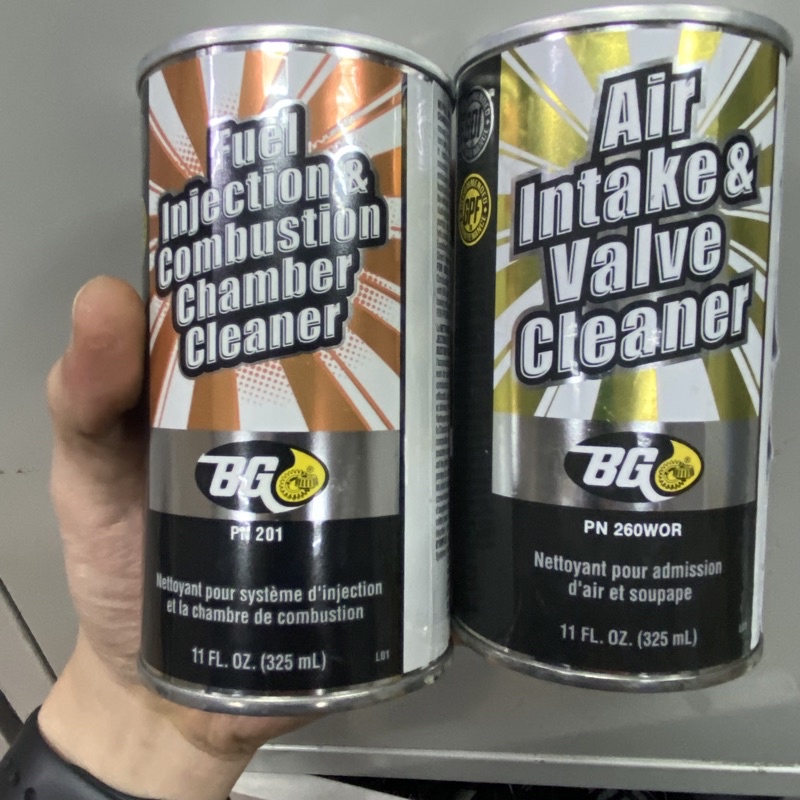 Fuel
Injection &
Combustion
Chamber
Cleaner
BG
PN 201
Nettoyant pour système d'injection
et la chambre de combustion
11 FL. OZ. (325 mL)
L01
Air
Intake &
Valve
Cleaner
GPF
BG
PN 260WOR
Nettoyant pour admission
d'air et soupape
11 FL. OZ. (325 mL)